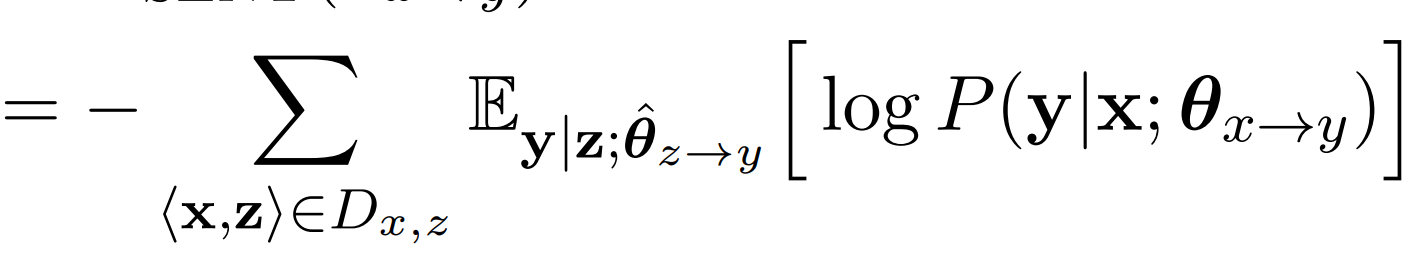 = − ∑ 𝔼_{𝐲|𝐳;𝛉̂_{z→y}} [ log P(𝐲|𝐱; 𝛉_{x→y}) ]
⟨𝐱,𝐳⟩∈D_{x,z}